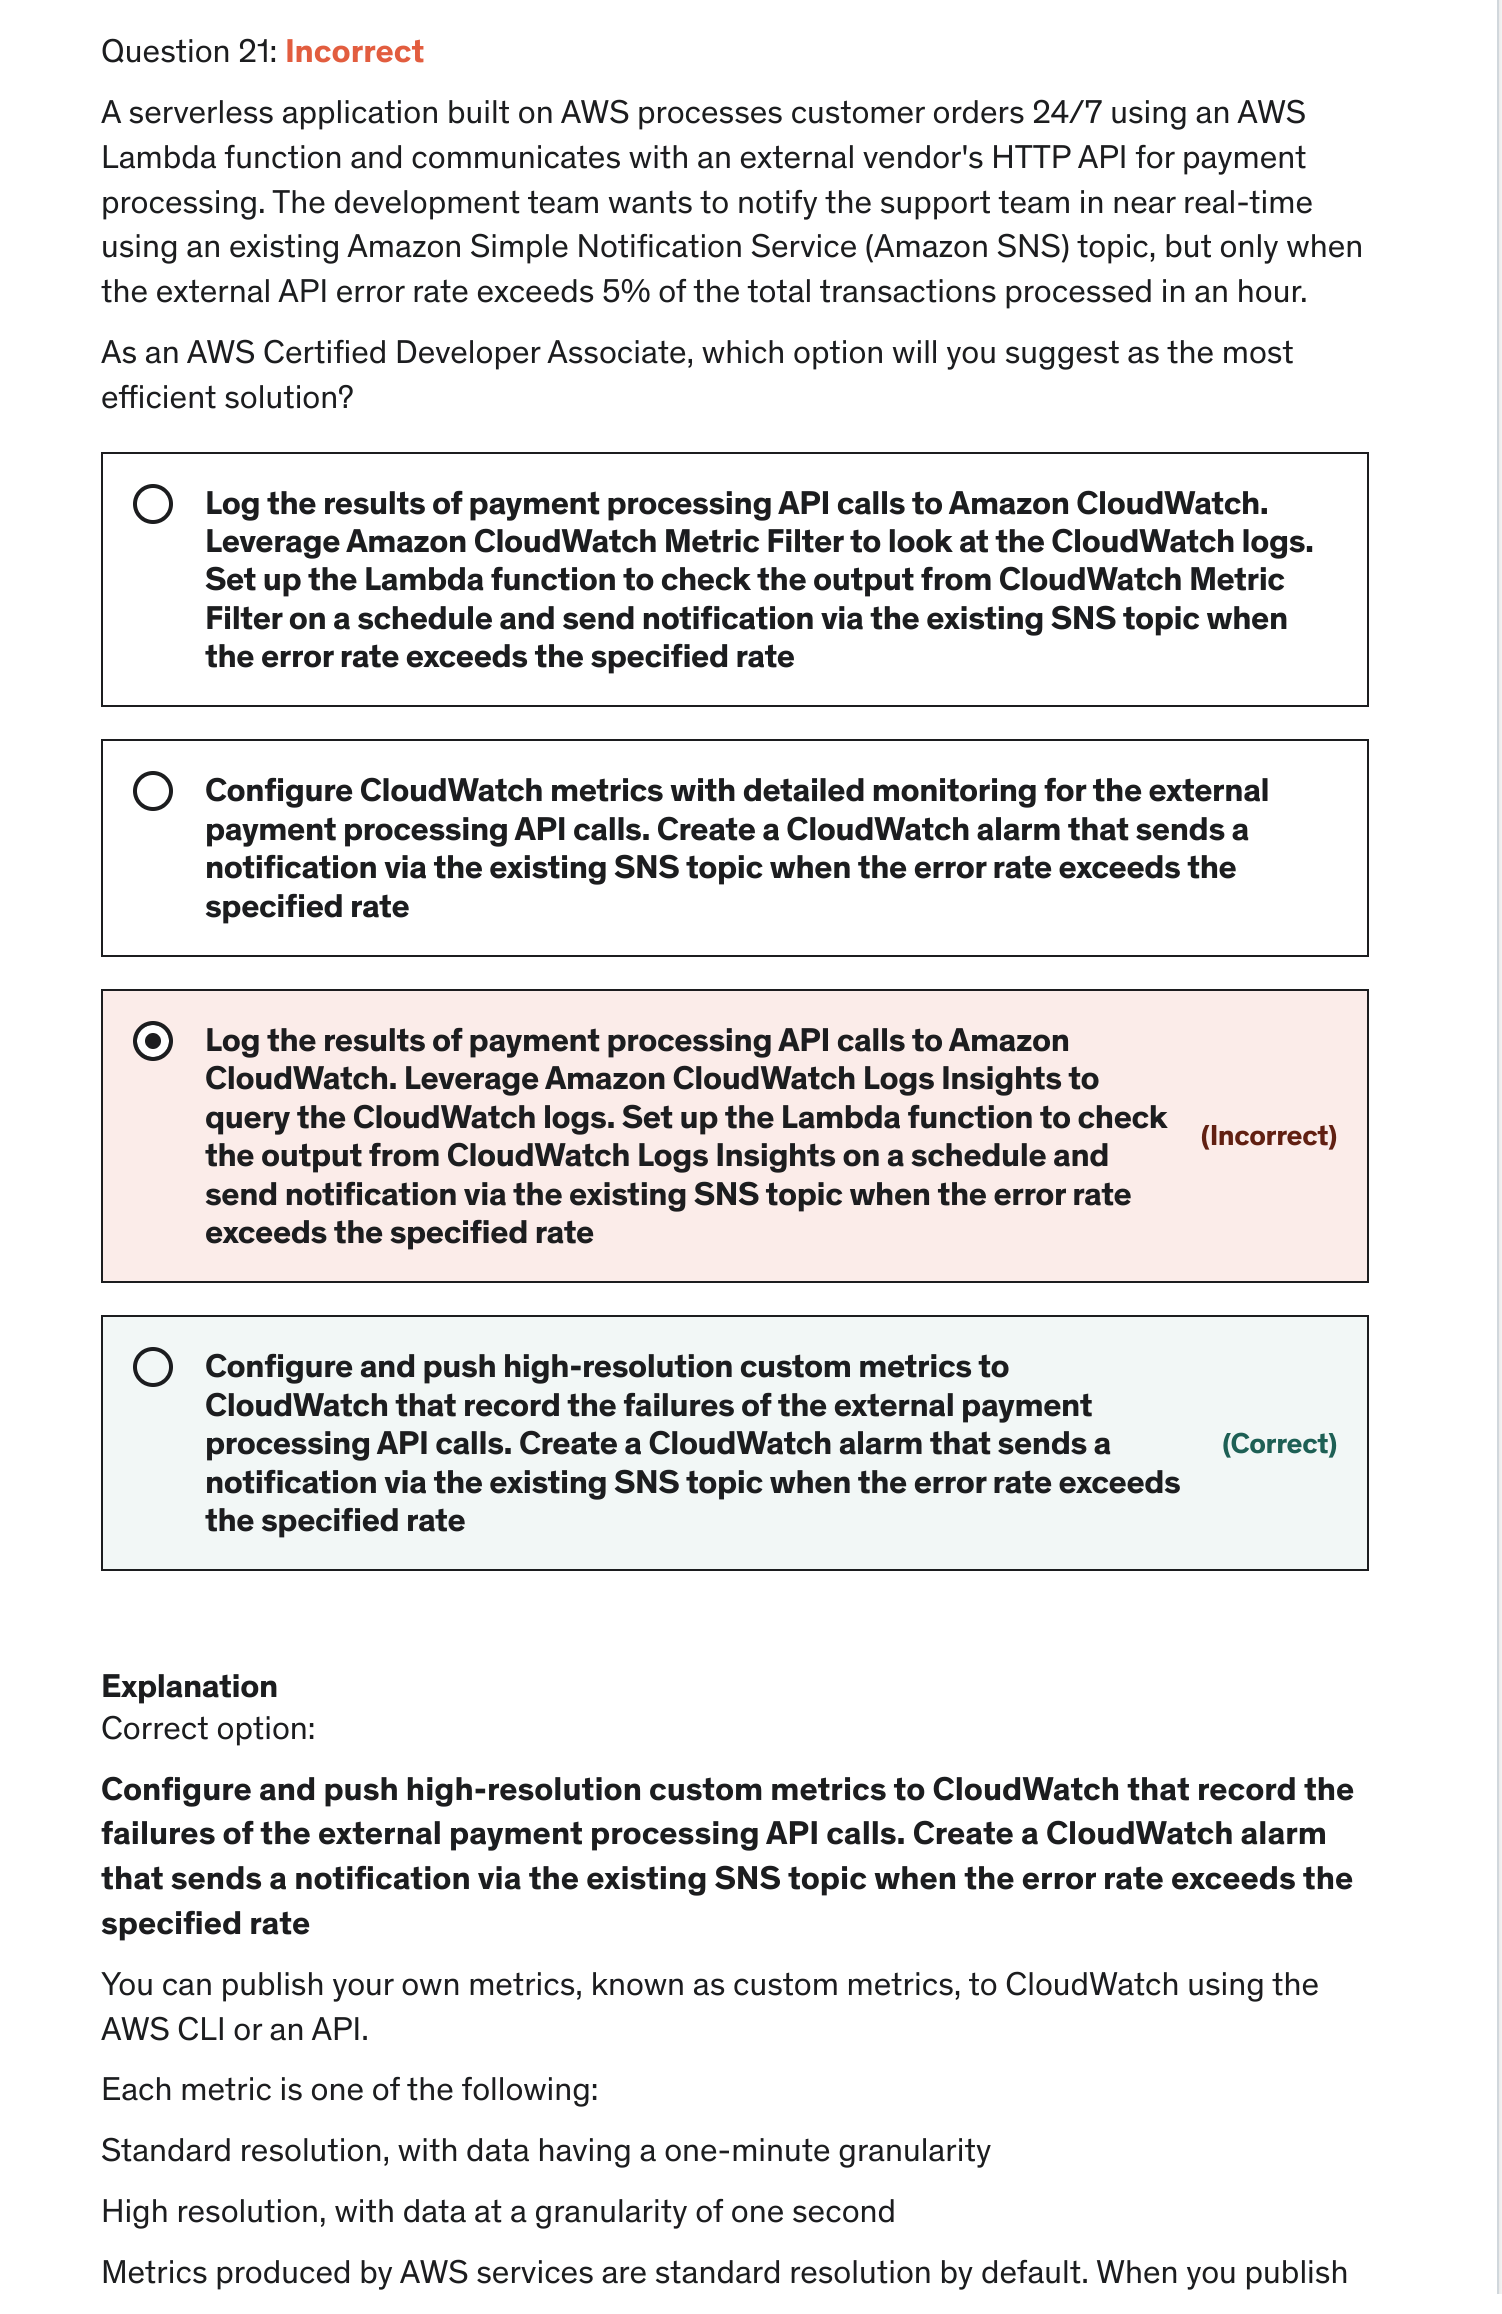 Question 21: Incorrect
A serverless application built on AWS processes customer orders 24/7 using an AWS
Lambda function and communicates with an external vendor's HTTP API for payment
processing. The development team wants to notify the support team in near real-time
using an existing Amazon Simple Notification Service (Amazon SNS) topic, but only when
the external API error rate exceeds 5% of the total transactions processed in an hour.
As an AWS Certified Developer Associate, which option will you suggest as the most
efficient solution?
Log the results of payment processing API calls to Amazon CloudWatch.
Leverage Amazon CloudWatch Metric Filter to look at the CloudWatch logs.
Set up the Lambda function to check the output from CloudWatch Metric
Filter on a schedule and send notification via the existing SNS topic when
the error rate exceeds the specified rate
Configure CloudWatch metrics with detailed monitoring for the external
payment processing API calls. Create a CloudWatch alarm that sends a
notification via the existing SNS topic when the error rate exceeds the
specified rate
Log the results of payment processing API calls to Amazon
CloudWatch. Leverage Amazon CloudWatch Logs Insights to
query the CloudWatch logs. Set up the Lambda function to check
the output from CloudWatch Logs Insights on a schedule and
send notification via the existing SNS topic when the error rate
exceeds the specified rate
(Incorrect)
Configure and push high-resolution custom metrics to
CloudWatch that record the failures of the external payment
processing API calls. Create a CloudWatch alarm that sends a
notification via the existing SNS topic when the error rate exceeds
the specified rate
(Correct)
Explanation
Correct option:
Configure and push high-resolution custom metrics to CloudWatch that record the
failures of the external payment processing API calls. Create a CloudWatch alarm
that sends a notification via the existing SNS topic when the error rate exceeds the
specified rate
You can publish your own metrics, known as custom metrics, to CloudWatch using the
AWS CLI or an API.
Each metric is one of the following:
Standard resolution, with data having a one-minute granularity
High resolution, with data at a granularity of one second
Metrics produced by AWS services are standard resolution by default. When you publish